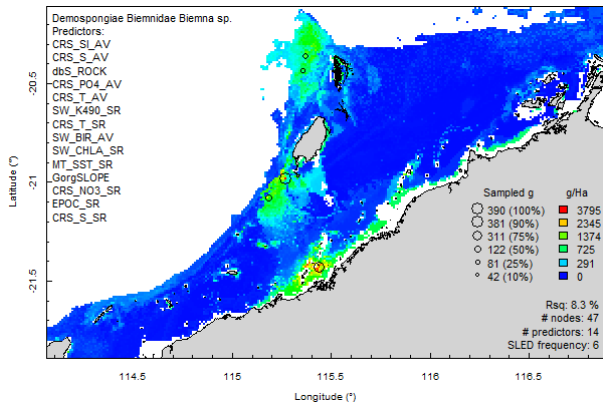 Demospongiae Biemnidae Biemna sp.
Predictors:
CRS_SI_AV
CRS_S_AV
dbS_ROCK
CRS_PO4_AV
CRS_T_AV
SW_K490_SR
CRS_T_SR
SW_BIR_AV
SW_CHLA_SR
MT_SST_SR
GorgSLOPE
CRS_NO3_SR
EPOC_SR
CRS_S_SR
-20.5
-21
-21.5
Latitude (°)
Sampled g g/Ha
390 (100%) 3795
381 (90%) 2345
311 (75%) 1374
122 (50%) 725
81 (25%) 291
42 (10%) 0
Rsq: 8.3 %
# nodes: 47
# predictors: 14
SLED frequency: 6
114.5 115 115.5 116 116.5
Longitude (°)